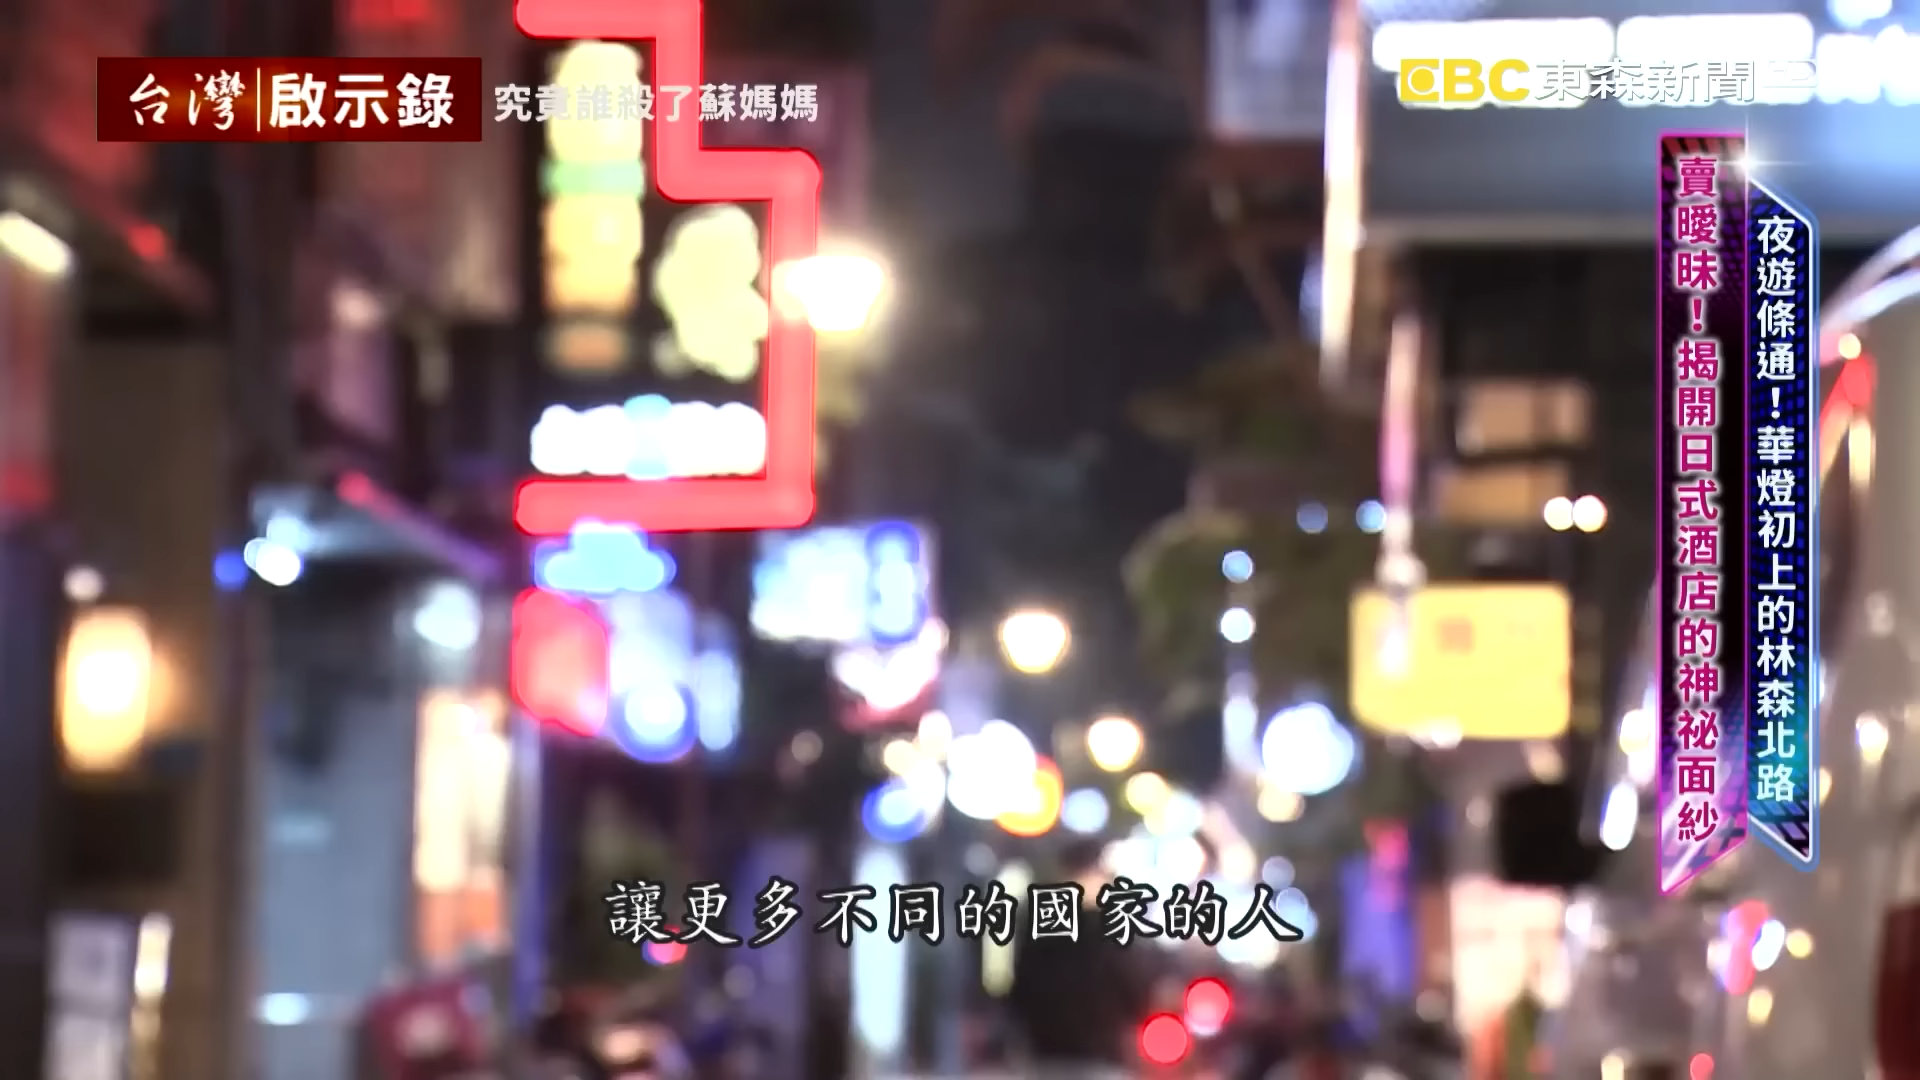 台灣啟示錄
究竟誰殺了蘇媽媽
EBC東森新聞
夜遊條通！華燈初上的林森北路
賣曖昧！揭開日式酒店的神祕面紗
讓更多不同的國家的人